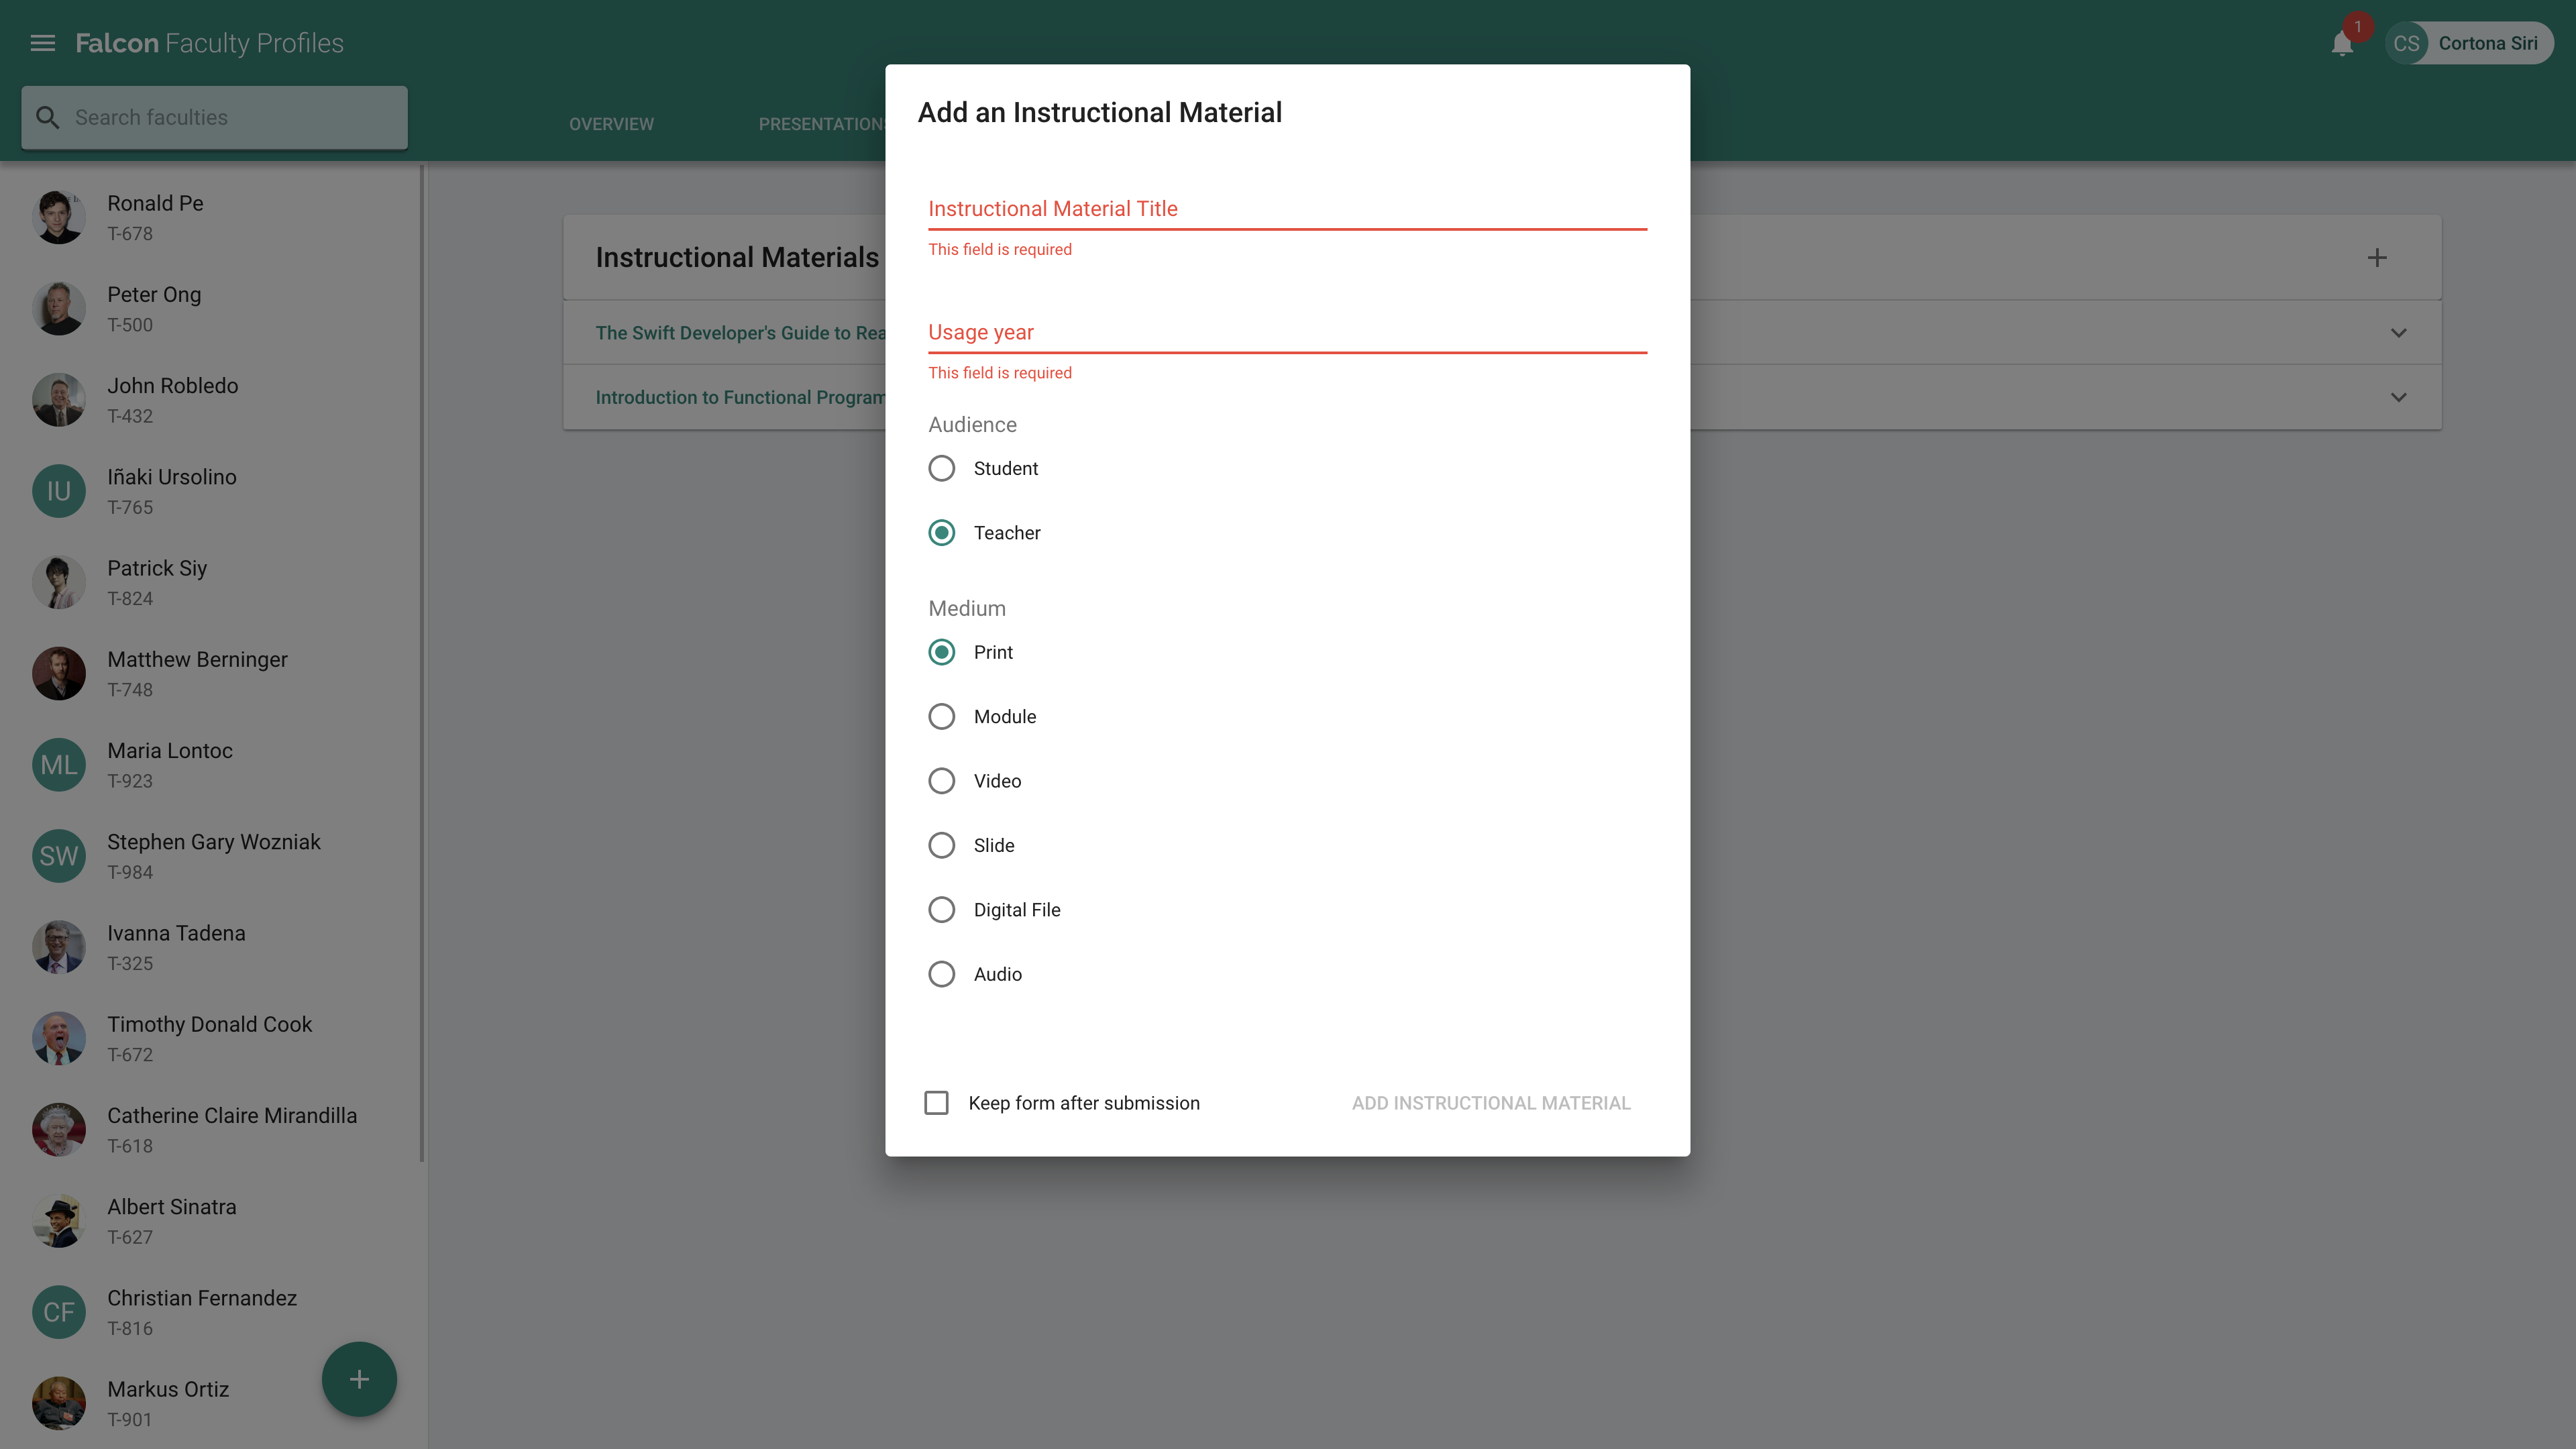 Falcon Faculty Profiles
1
CS
Cortona Siri
Search faculties
OVERVIEW
PRESENTATIONS
Ronald Pe
T-678
Peter Ong
T-500
John Robledo
T-432
IU
Iñaki Ursolino
T-765
Patrick Siy
T-824
Matthew Berninger
T-748
ML
Maria Lontoc
T-923
SW
Stephen Gary Wozniak
T-984
Ivanna Tadena
T-325
Timothy Donald Cook
T-672
Catherine Claire Mirandilla
T-618
Albert Sinatra
T-627
CF
Christian Fernandez
T-816
Markus Ortiz
T-901
Instructional Materials
The Swift Developer's Guide to Rea
Introduction to Functional Program
Add an Instructional Material
Instructional Material Title
This field is required
Usage year
This field is required
Audience
Student
Teacher
Medium
Print
Module
Video
Slide
Digital File
Audio
Keep form after submission
ADD INSTRUCTIONAL MATERIAL